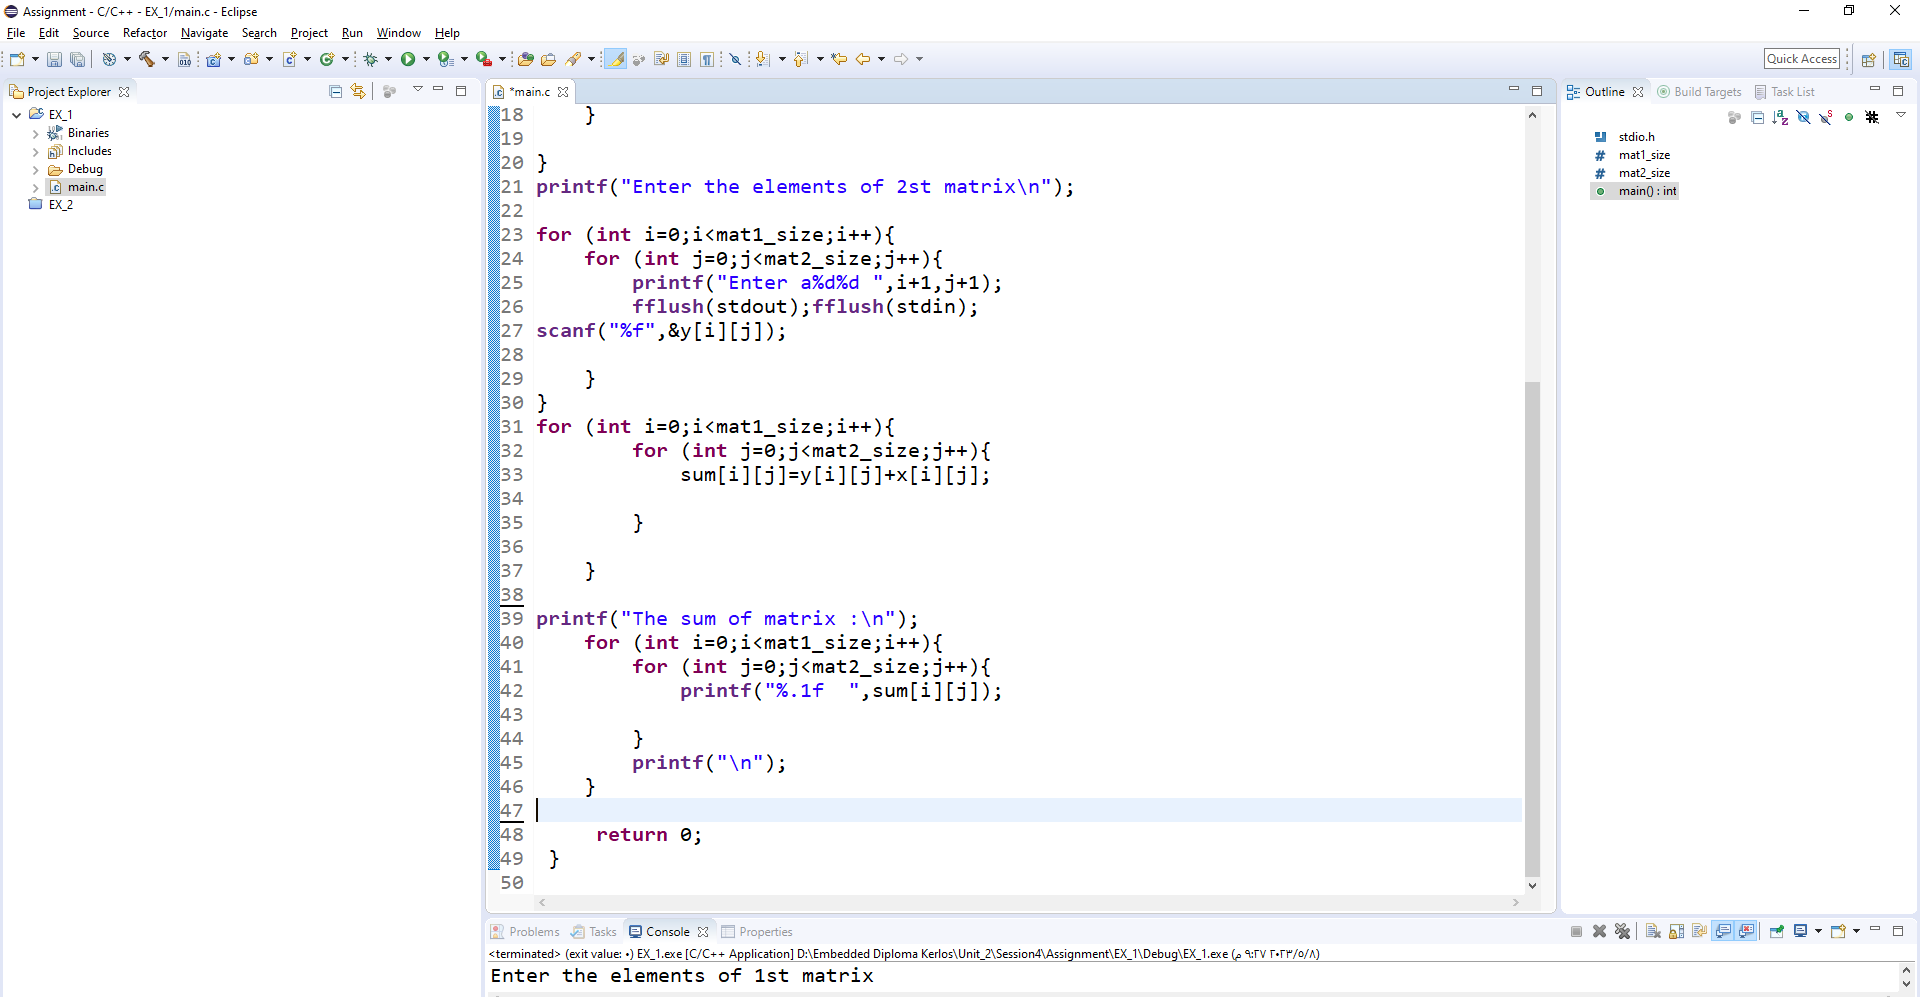 Assignment - C/C++ - EX_1/main.c - Eclipse
File Edit Source Refactor Navigate Search Project Run Window Help
Quick Access
Project Explorer
EX_1
Binaries
Includes
Debug
main.c
EX_2
*main.c
18     }
19
20 }
21 printf("Enter the elements of 2st matrix\n");
22
23 for (int i=0;i<mat1_size;i++){
24     for (int j=0;j<mat2_size;j++){
25         printf("Enter a%d%d ",i+1,j+1);
26         fflush(stdout);fflush(stdin);
27 scanf("%f",&y[i][j]);
28
29     }
30 }
31 for (int i=0;i<mat1_size;i++){
32         for (int j=0;j<mat2_size;j++){
33             sum[i][j]=y[i][j]+x[i][j];
34
35         }
36
37     }
38
39 printf("The sum of matrix :\n");
40     for (int i=0;i<mat1_size;i++){
41         for (int j=0;j<mat2_size;j++){
42             printf("%.1f  ",sum[i][j]);
43
44         }
45         printf("\n");
46     }
47
48      return 0;
49  }
50
Outline Build Targets Task List
stdio.h
mat1_size
mat2_size
main() : int
Problems Tasks Console Properties
<terminated> (exit value: ٠) EX_1.exe [C/C++ Application] D:\Embedded Diploma Kerlos\Unit_2\Session4\Assignment\EX_1\Debug\EX_1.exe (٢٠٢٣/٥/٨ ٩:٢٧ م)
Enter the elements of 1st matrix